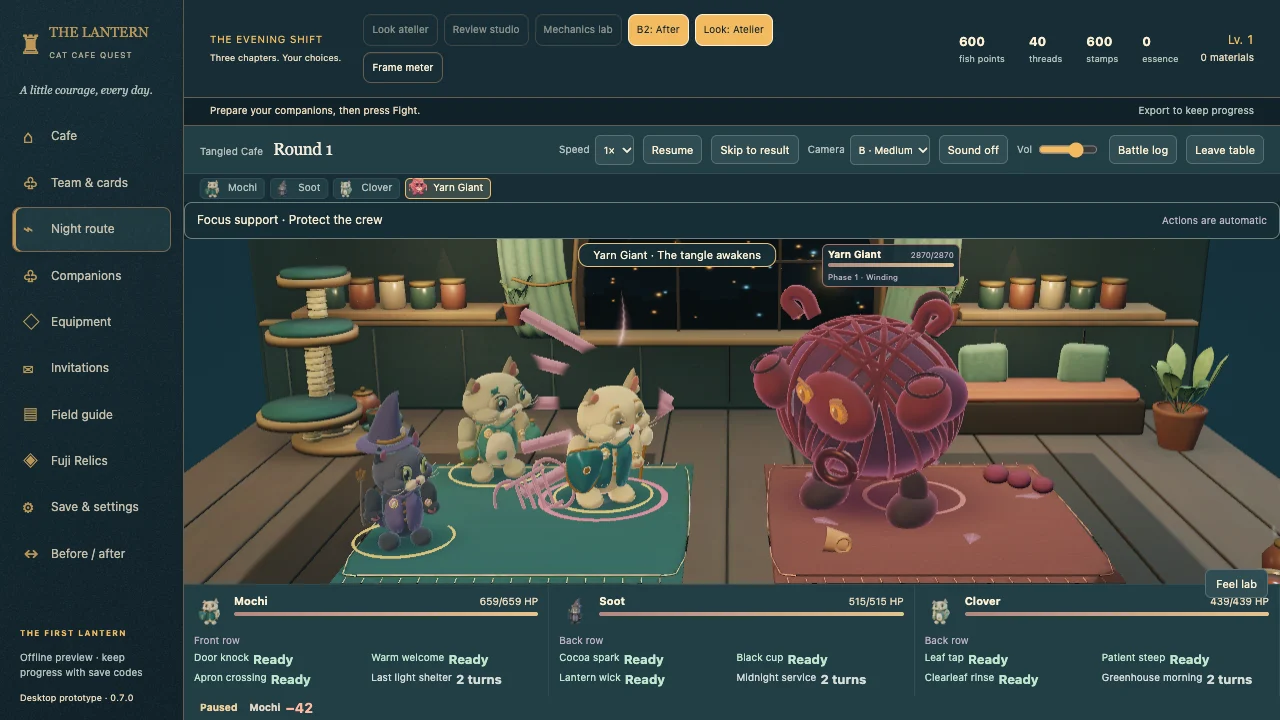 THE LANTERN
CAT CAFE QUEST
A little courage, every day.
Cafe
Team & cards
Night route
Companions
Equipment
Invitations
Field guide
Fuji Relics
Save & settings
Before / after
THE FIRST LANTERN
Offline preview · keep
progress with save codes
Desktop prototype · 0.7.0
THE EVENING SHIFT
Three chapters. Your choices.
Look atelier
Review studio
Mechanics lab
B2: After
Look: Atelier
Frame meter
600
fish points
40
threads
600
stamps
0
essence
Lv. 1
0 materials
Prepare your companions, then press Fight.
Export to keep progress
Tangled Cafe Round 1
Speed 1x
Resume
Skip to result
Camera B · Medium
Sound off
Vol
Battle log
Leave table
Mochi
Soot
Clover
Yarn Giant
Focus support · Protect the crew
Actions are automatic
Yarn Giant · The tangle awakens
Yarn Giant 2870/2870
Phase 1 · Winding
Feel lab
Mochi 659/659 HP
Front row
Door knock Ready
Warm welcome Ready
Apron crossing Ready
Last light shelter 2 turns
Soot 515/515 HP
Back row
Cocoa spark Ready
Black cup Ready
Lantern wick Ready
Midnight service 2 turns
Clover 439/439 HP
Back row
Leaf tap Ready
Patient steep Ready
Clearleaf rinse Ready
Greenhouse morning 2 turns
Paused Mochi −42